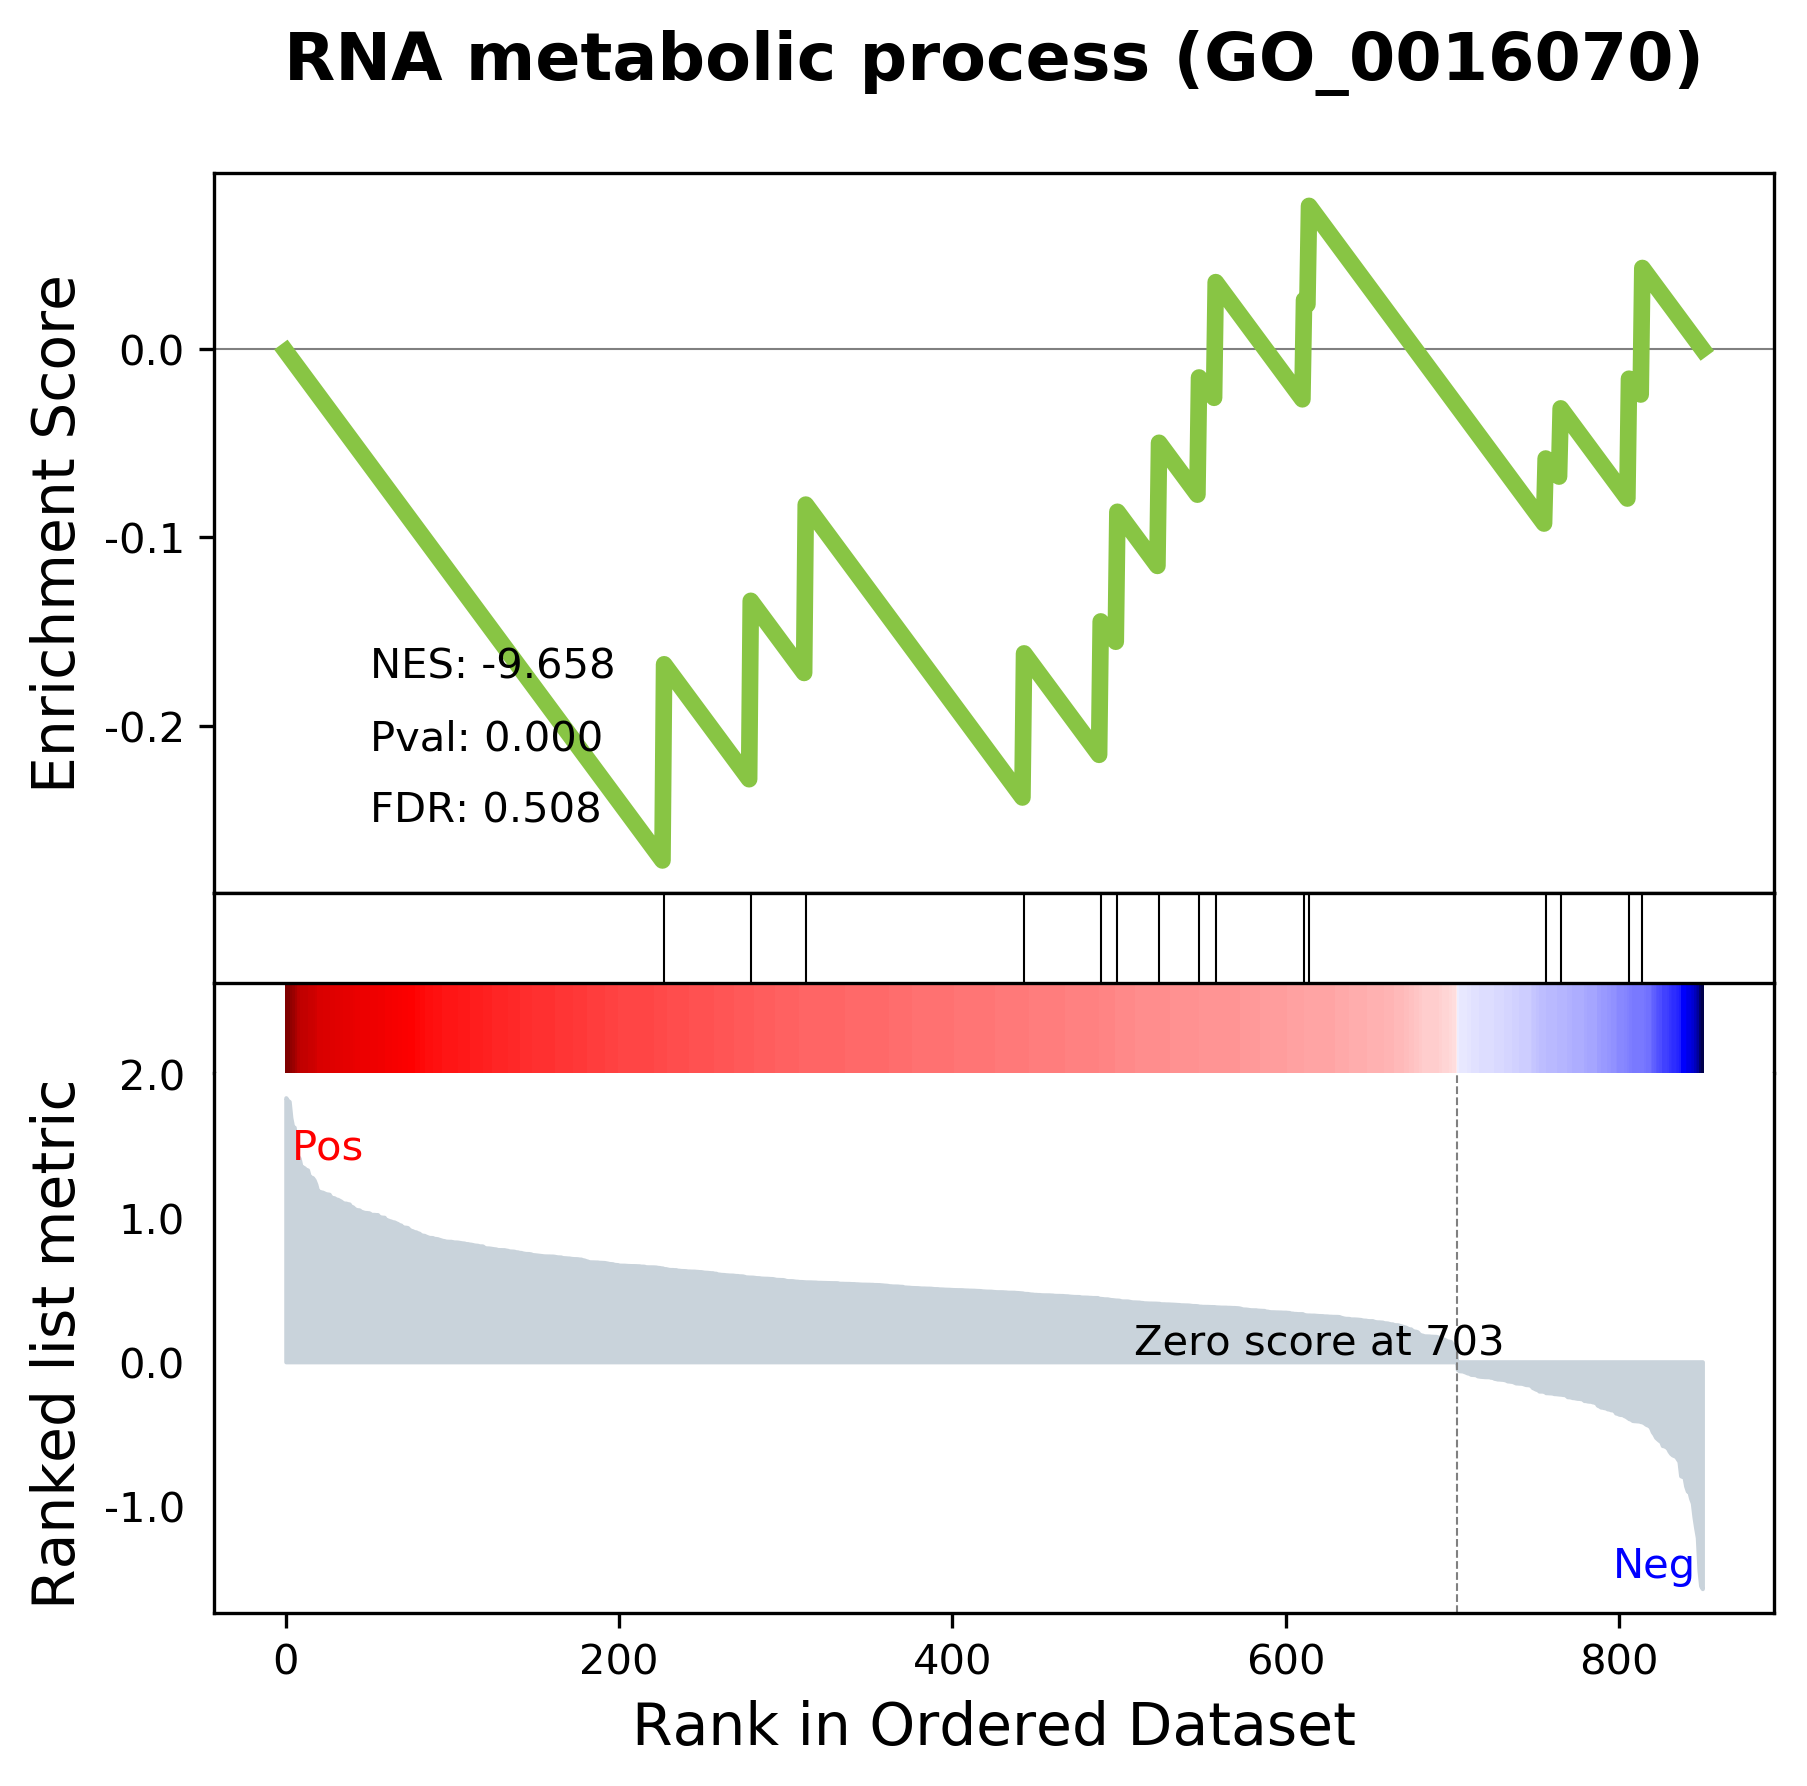 RNA metabolic process (GO_0016070)
Enrichment Score
0.0
-0.1
-0.2
NES: -9.658
Pval: 0.000
FDR: 0.508
Ranked list metric
2.0
1.0
0.0
-1.0
Pos
Zero score at 703
Neg
0 200 400 600 800
Rank in Ordered Dataset